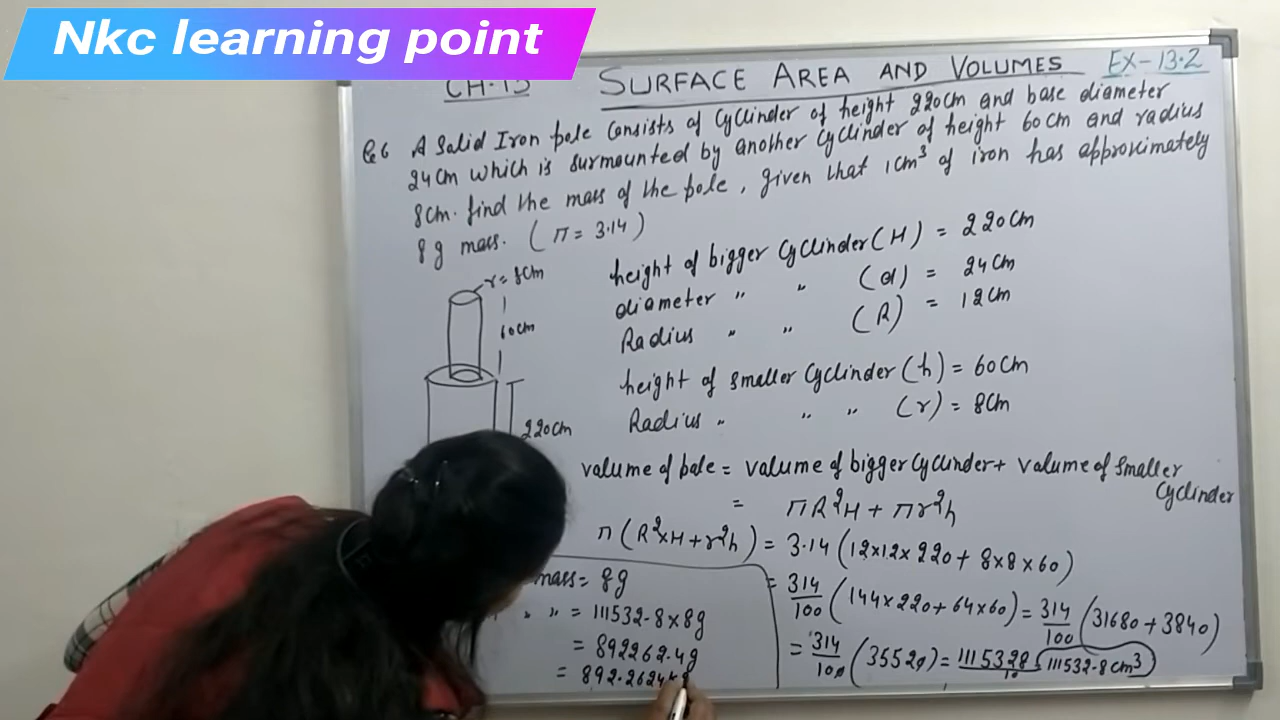 Nkc learning point
CH.13 SURFACE AREA AND VOLUMES EX-13.2
Q.6 A Solid Iron pole Consists of Cylinder of height 220cm and base diameter
24cm which is surmounted by another Cylinder of height 60cm and radius
8cm. find the mass of the pole, given that 1cm³ of iron has approximately
8g mass. (π = 3.14)
r = 8cm
60cm
220cm
height of bigger Cylinder (H) = 220cm
diameter " " (d) = 24cm
Radius " " (R) = 12cm
height of smaller Cylinder (h) = 60cm
Radius " " " (r) = 8cm
volume of pole = volume of bigger Cylinder + volume of smaller
Cylinder
= πR²H + πr²h
π(R²×H+r²h) = 3.14 (12×12×220 + 8×8×60)
= 314/100 (144×220+64×60) = 314/100 (31680+3840)
= 314/100 (35520) = 1115328/10 111532.8cm³
mass = 8g
" " = 111532.8×8g
= 892262.4g
= 892.2624